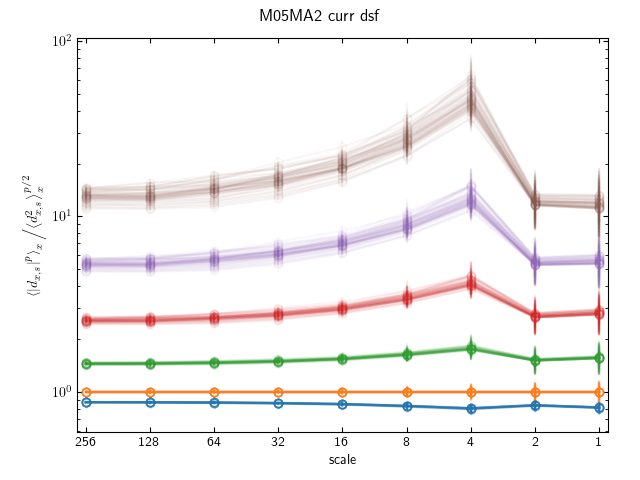 M05MA2 curr dsf
10²
10¹
10⁰
⟨|d_{x,s}|^p⟩_x / ⟨d²_{x,s}⟩_x^{p/2}
256 128 64 32 16 8 4 2 1
scale